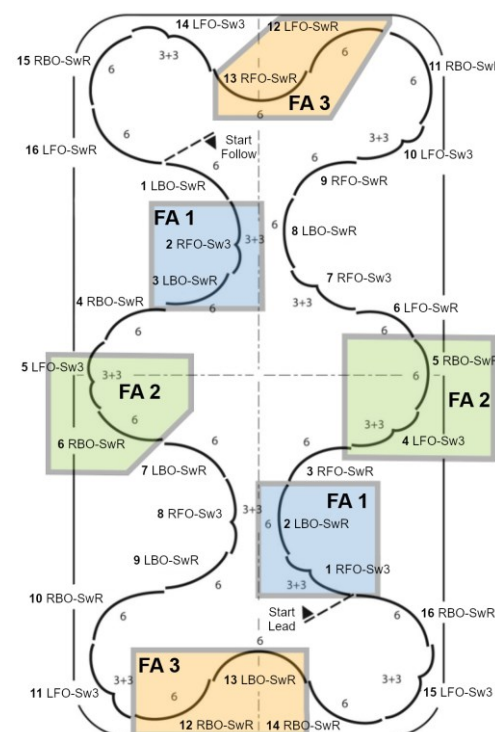 14 LFO-Sw3
12 LFO-SwR
6
3+3
15 RBO-SwR
11 RBO-SwR
6
13 RFO-SwR
6
FA 3
6
3+3
16 LFO-SwR
6
Start
Follow
10 LFO-Sw3
6
6
9 RFO-SwR
1 LBO-SwR
FA 1
6
8 LBO-SwR
2 RFO-Sw3
3+3
3 LBO-SwR
7 RFO-Sw3
3+3
4 RBO-SwR
6
6 LFO-SwR
6
6
5 RBO-SwR
5 LFO-Sw3
3+3
6
FA 2
FA 2
6
3+3
6 RBO-SwR
4 LFO-Sw3
6
6
7 LBO-SwR
3 RFO-SwR
FA 1
8 RFO-Sw3
3+3
6
2 LBO-SwR
9 LBO-SwR
1 RFO-Sw3
3+3
10 RBO-SwR
6
6
Start
Lead
16 RBO-SwR
6
6
FA 3
3+3
6
13 LBO-SwR
3+3
11 LFO-Sw3
6
6
15 LFO-Sw3
12 RBO-SwR
14 RBO-SwR